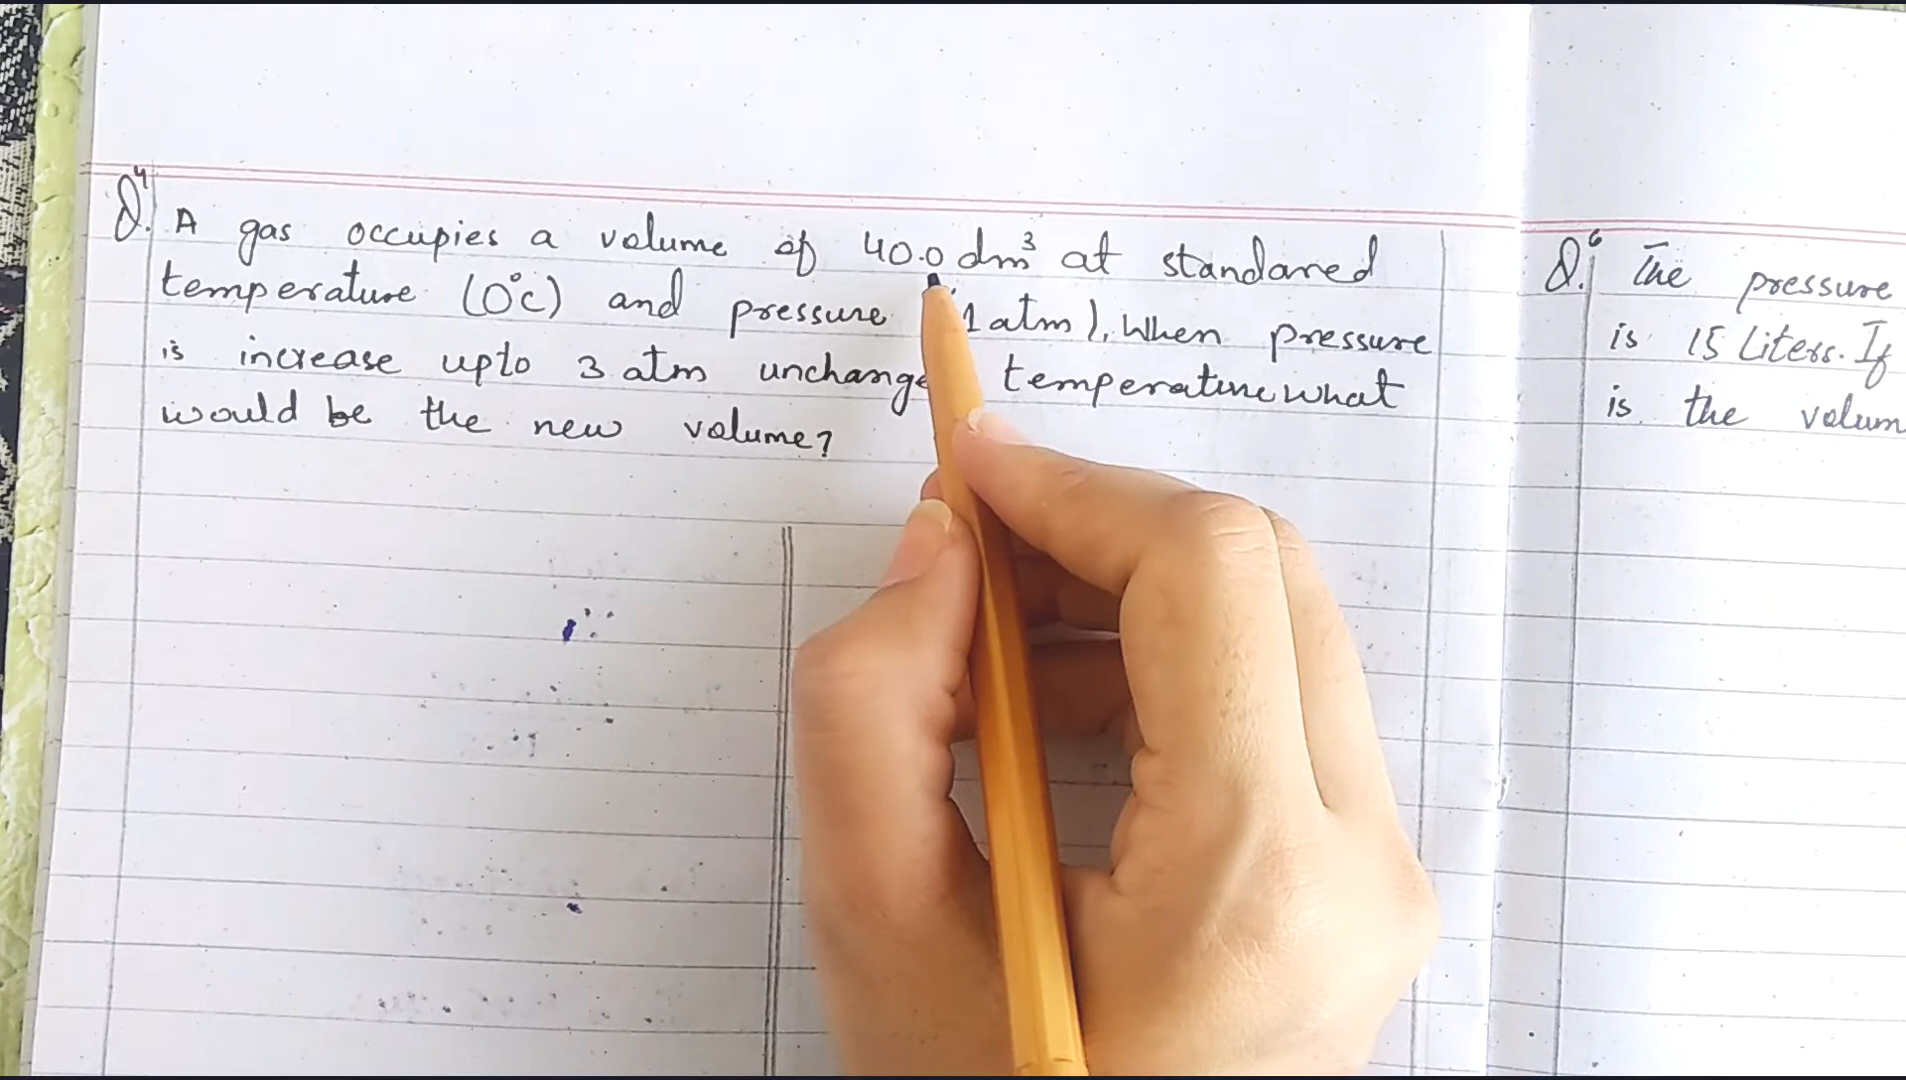 Q.4 A gas occupies a volume of 40.0 dm³ at standared
temperature (0°C) and pressure (1 atm). When pressure
is increase upto 3 atm unchange temperature what
would be the new volume?
Q.6 The pressure
is 15 Liters. If
is the volum